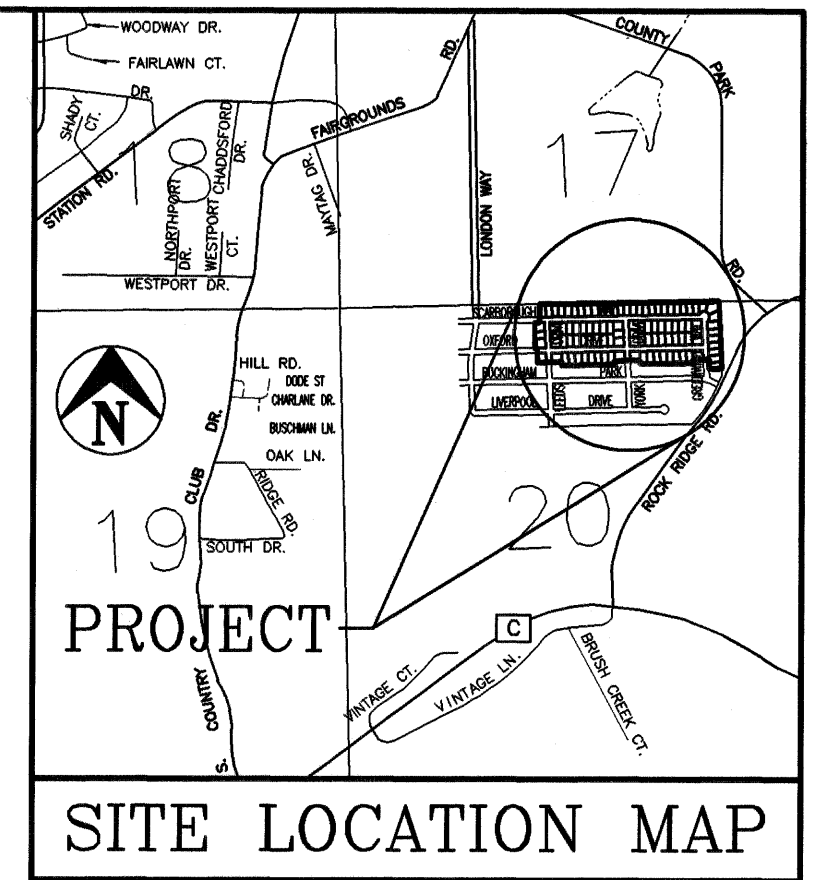 WOODWAY DR.
FAIRLAWN CT.
DR.
SHADY CT.
STATION RD.
18
NORTHPORT DR.
WESTPORT CT.
CHADDSFORD DR.
WESTPORT DR.
FAIRGROUNDS RD.
MAYTAG DR.
LONDON WAY
COUNTY PARK RD.
17
SCARBOROUGH
OXFORD DRIVE
BUCKINGHAM PARK
LIVERPOOL DRIVE
LEEDS
YORK
ROCK RIDGE RD.
N
HILL RD.
DODE ST
CHARLANE DR.
BUSCHMAN LN.
OAK LN.
RIDGE RD.
SOUTH DR.
S. COUNTRY CLUB DR.
19
20
PROJECT
C
VINTAGE CT.
VINTAGE LN.
BRUSH CREEK CT.
SITE LOCATION MAP